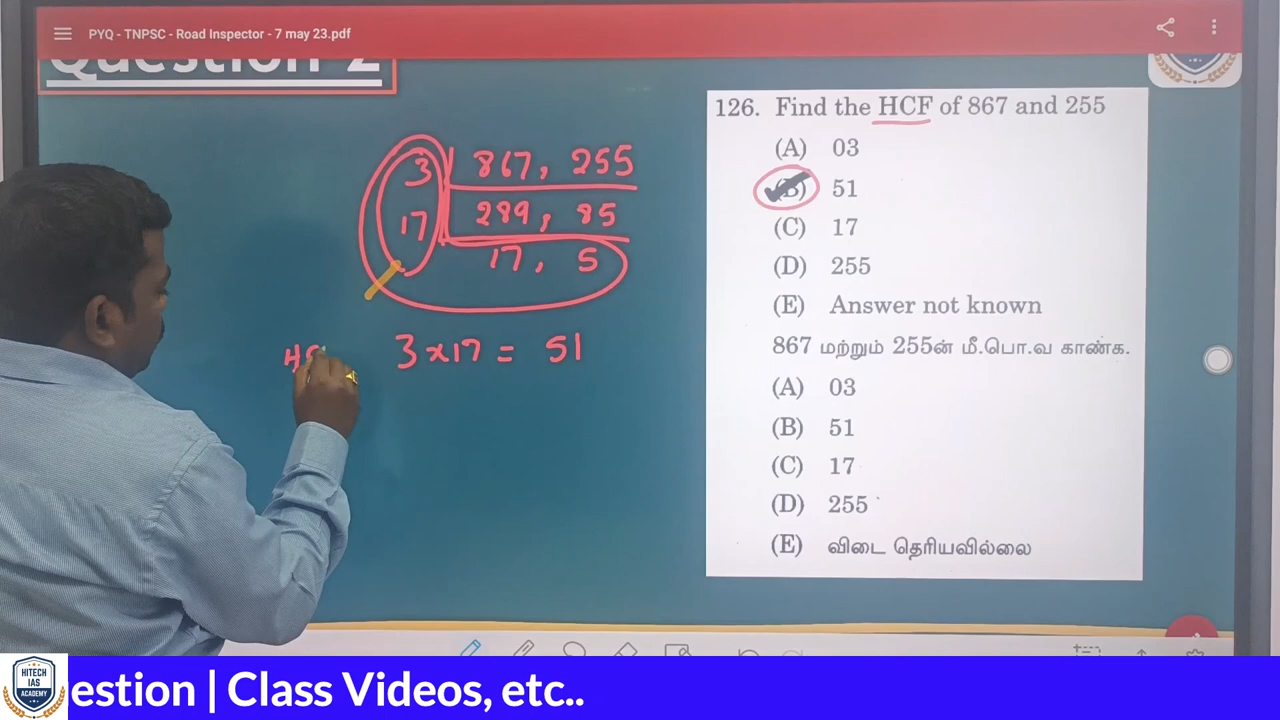 PYQ - TNPSC - Road Inspector - 7 may 23.pdf
Question-2
3 867, 255
17 289, 85
17, 5
3 x 17 = 51
126. Find the HCF of 867 and 255
(A) 03
(B) 51
(C) 17
(D) 255
(E) Answer not known
867 மற்றும் 255ன் மீ.பொ.வ காண்க.
(A) 03
(B) 51
(C) 17
(D) 255
(E) விடை தெரியவில்லை
HITECH
IAS
ACADEMY
estion | Class Videos, etc..